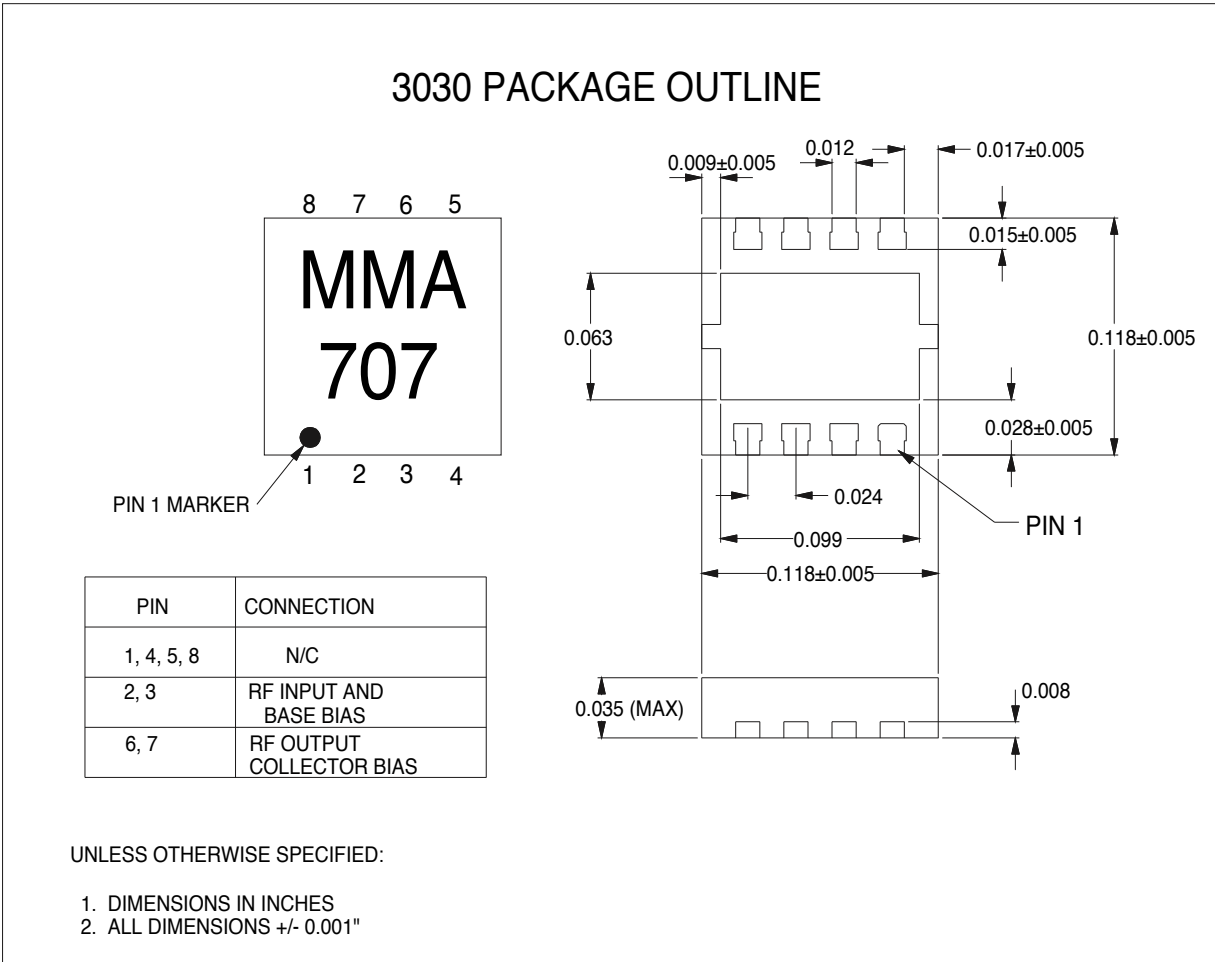 3030 PACKAGE OUTLINE
8 7 6 5
MMA
707
1 2 3 4
PIN 1 MARKER
0.009±0.005
0.012
0.017±0.005
0.015±0.005
0.063
0.118±0.005
0.028±0.005
0.024
PIN 1
0.099
0.118±0.005
0.035 (MAX)
0.008
PIN CONNECTION
1, 4, 5, 8 N/C
2, 3 RF INPUT AND
BASE BIAS
6, 7 RF OUTPUT
COLLECTOR BIAS
UNLESS OTHERWISE SPECIFIED:
1. DIMENSIONS IN INCHES
2. ALL DIMENSIONS +/- 0.001"